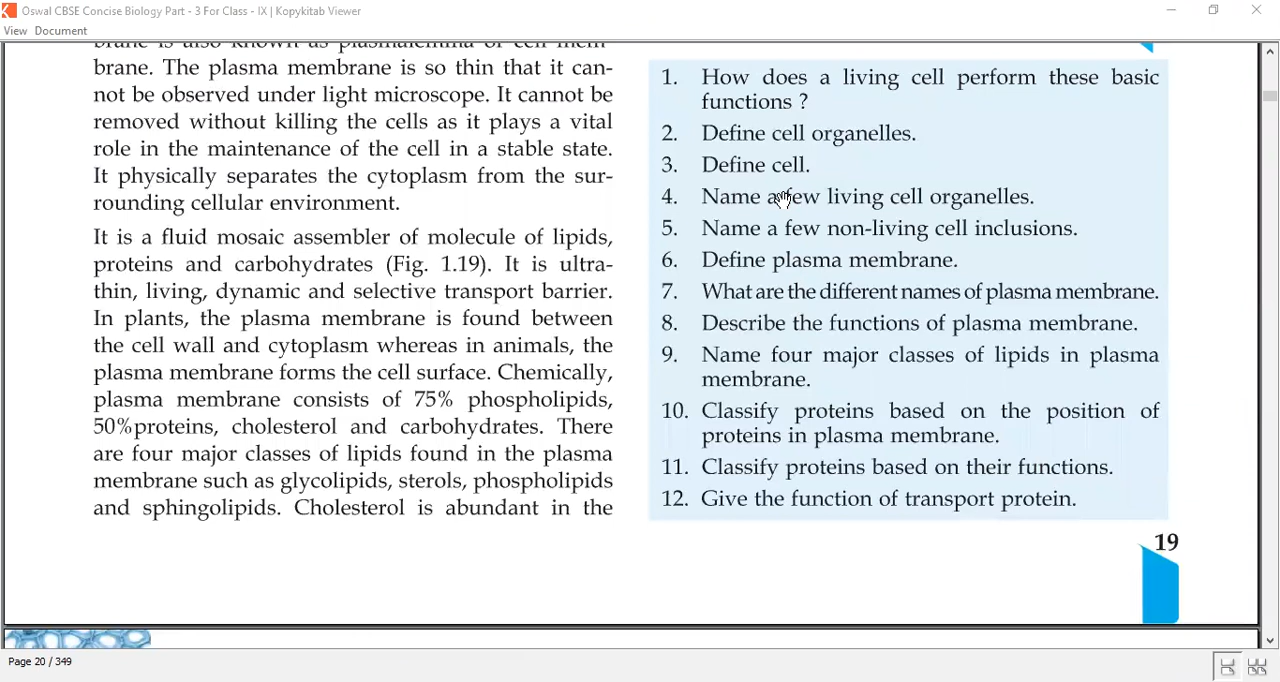 Oswal CBSE Concise Biology Part - 3 For Class - IX | Kopykitab Viewer
View Document
brane is also known as plasmalemma or cell mem-
brane. The plasma membrane is so thin that it can-
not be observed under light microscope. It cannot be
removed without killing the cells as it plays a vital
role in the maintenance of the cell in a stable state.
It physically separates the cytoplasm from the sur-
rounding cellular environment.
It is a fluid mosaic assembler of molecule of lipids,
proteins and carbohydrates (Fig. 1.19). It is ultra-
thin, living, dynamic and selective transport barrier.
In plants, the plasma membrane is found between
the cell wall and cytoplasm whereas in animals, the
plasma membrane forms the cell surface. Chemically,
plasma membrane consists of 75% phospholipids,
50%proteins, cholesterol and carbohydrates. There
are four major classes of lipids found in the plasma
membrane such as glycolipids, sterols, phospholipids
and sphingolipids. Cholesterol is abundant in the
1. How does a living cell perform these basic
functions ?
2. Define cell organelles.
3. Define cell.
4. Name a few living cell organelles.
5. Name a few non-living cell inclusions.
6. Define plasma membrane.
7. What are the different names of plasma membrane.
8. Describe the functions of plasma membrane.
9. Name four major classes of lipids in plasma
membrane.
10. Classify proteins based on the position of
proteins in plasma membrane.
11. Classify proteins based on their functions.
12. Give the function of transport protein.
19
Page 20 / 349